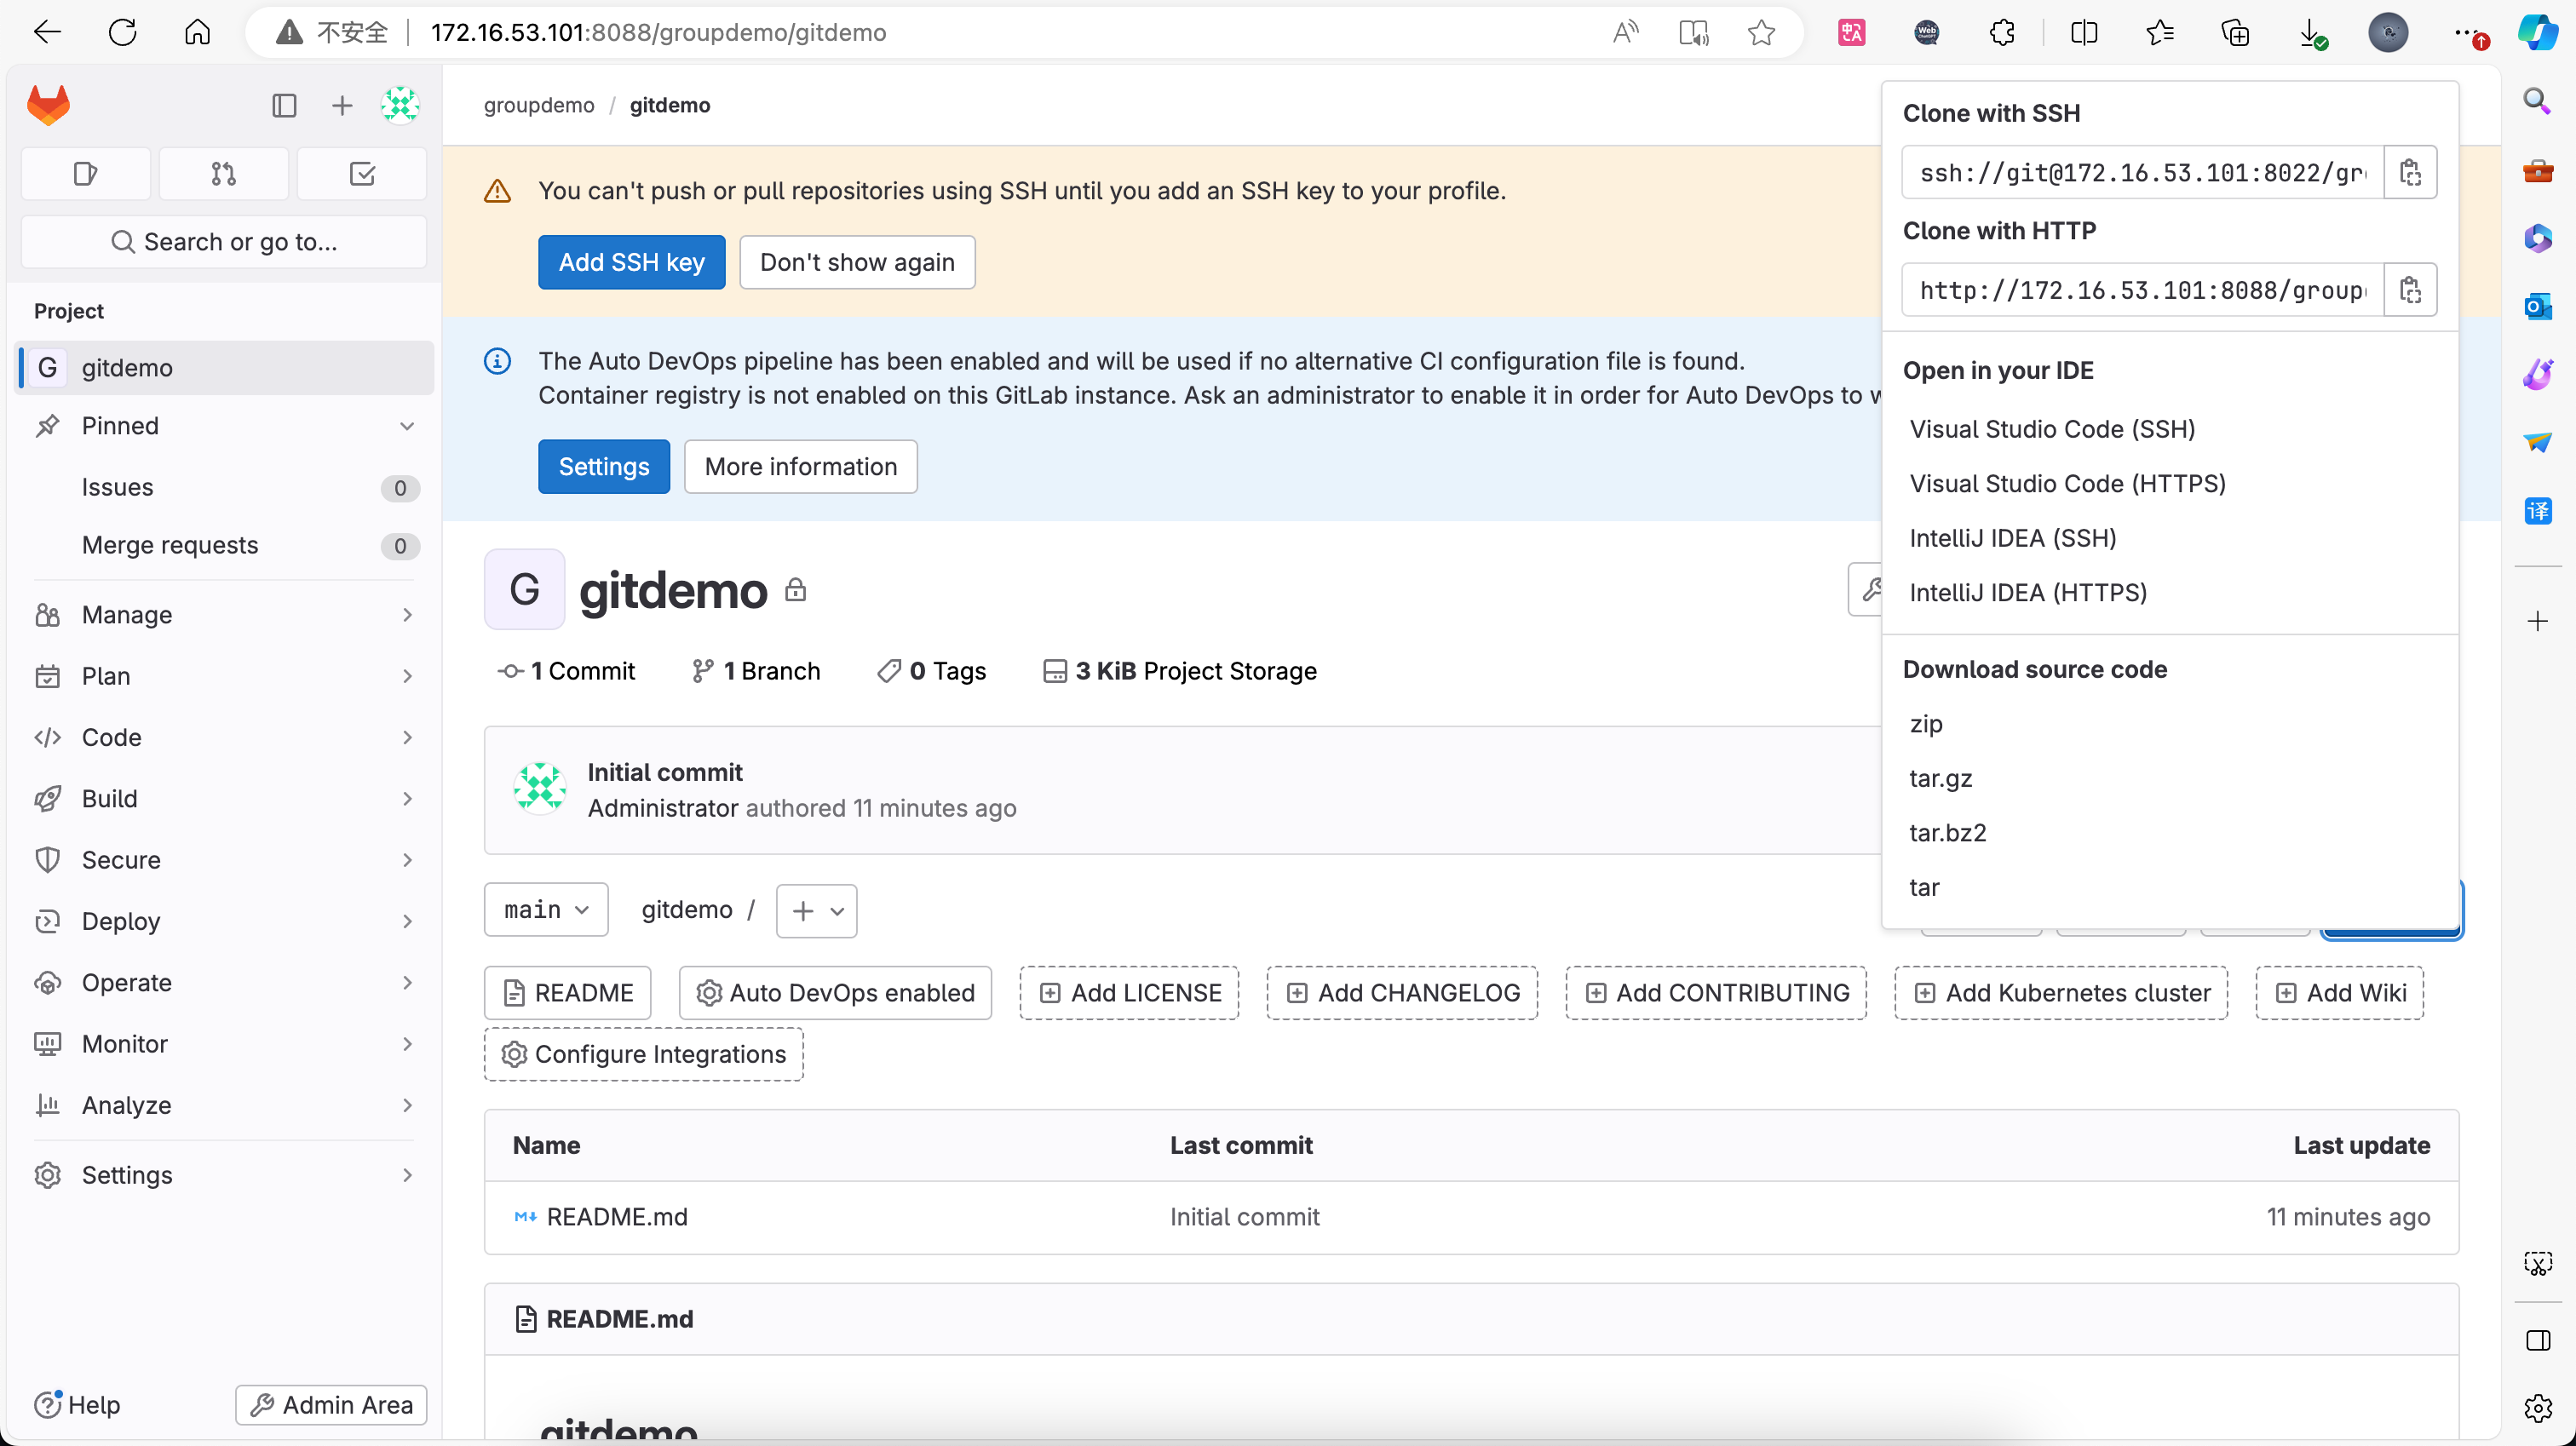 不安全
172.16.53.101:8088/groupdemo/gitdemo
groupdemo / gitdemo
Search or go to...
Project
G gitdemo
Pinned
Issues 0
Merge requests 0
Manage
Plan
Code
Build
Secure
Deploy
Operate
Monitor
Analyze
Settings
Help
Admin Area
You can't push or pull repositories using SSH until you add an SSH key to your profile.
Add SSH key
Don't show again
The Auto DevOps pipeline has been enabled and will be used if no alternative CI configuration file is found.
Container registry is not enabled on this GitLab instance. Ask an administrator to enable it in order for Auto DevOps to
Settings
More information
G gitdemo
1 Commit
1 Branch
0 Tags
3 KiB Project Storage
Initial commit
Administrator authored 11 minutes ago
main
gitdemo /
README
Auto DevOps enabled
Add LICENSE
Add CHANGELOG
Add CONTRIBUTING
Add Kubernetes cluster
Add Wiki
Configure Integrations
Name Last commit Last update
README.md Initial commit 11 minutes ago
README.md
gitdemo
Clone with SSH
ssh://git@172.16.53.101:8022/gr
Clone with HTTP
http://172.16.53.101:8088/group
Open in your IDE
Visual Studio Code (SSH)
Visual Studio Code (HTTPS)
IntelliJ IDEA (SSH)
IntelliJ IDEA (HTTPS)
Download source code
zip
tar.gz
tar.bz2
tar
译